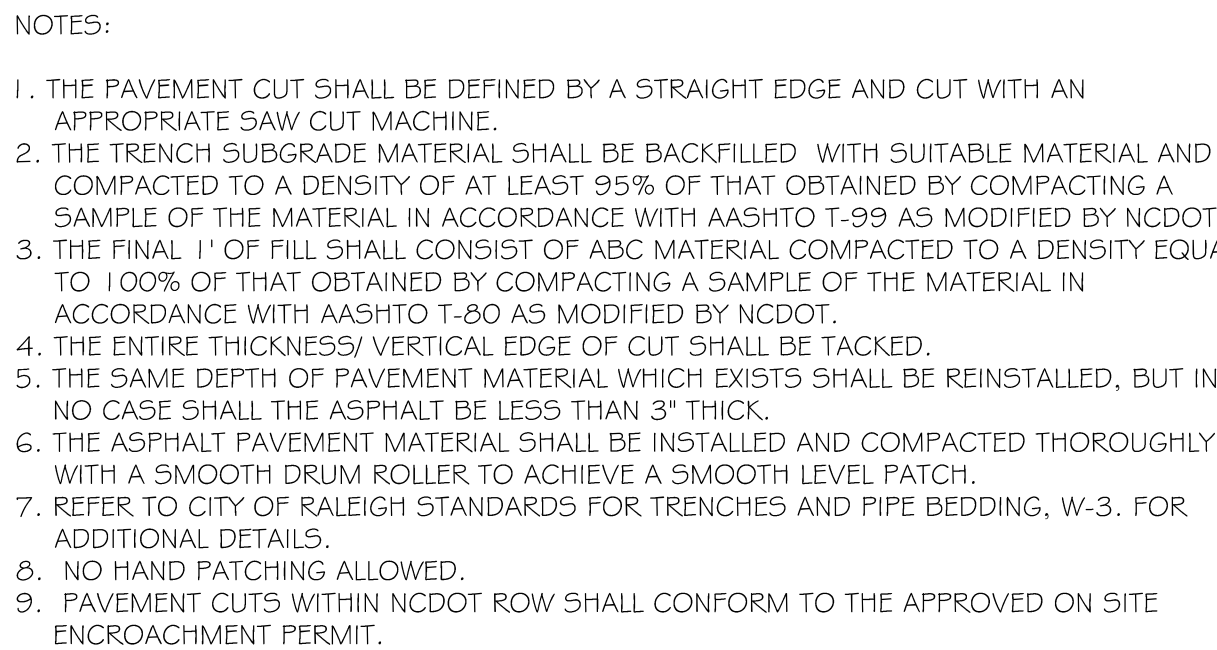 NOTES:
1. THE PAVEMENT CUT SHALL BE DEFINED BY A STRAIGHT EDGE AND CUT WITH AN
APPROPRIATE SAW CUT MACHINE.
2. THE TRENCH SUBGRADE MATERIAL SHALL BE BACKFILLED  WITH SUITABLE MATERIAL AND
COMPACTED TO A DENSITY OF AT LEAST 95% OF THAT OBTAINED BY COMPACTING A
SAMPLE OF THE MATERIAL IN ACCORDANCE WITH AASHTO T-99 AS MODIFIED BY NCDOT
3. THE FINAL 1' OF FILL SHALL CONSIST OF ABC MATERIAL COMPACTED TO A DENSITY EQUA
TO 100% OF THAT OBTAINED BY COMPACTING A SAMPLE OF THE MATERIAL IN
ACCORDANCE WITH AASHTO T-80 AS MODIFIED BY NCDOT.
4. THE ENTIRE THICKNESS/ VERTICAL EDGE OF CUT SHALL BE TACKED.
5. THE SAME DEPTH OF PAVEMENT MATERIAL WHICH EXISTS SHALL BE REINSTALLED, BUT IN
NO CASE SHALL THE ASPHALT BE LESS THAN 3" THICK.
6. THE ASPHALT PAVEMENT MATERIAL SHALL BE INSTALLED AND COMPACTED THOROUGHLY
WITH A SMOOTH DRUM ROLLER TO ACHIEVE A SMOOTH LEVEL PATCH.
7. REFER TO CITY OF RALEIGH STANDARDS FOR TRENCHES AND PIPE BEDDING, W-3. FOR
ADDITIONAL DETAILS.
8.  NO HAND PATCHING ALLOWED.
9.  PAVEMENT CUTS WITHIN NCDOT ROW SHALL CONFORM TO THE APPROVED ON SITE
ENCROACHMENT PERMIT.